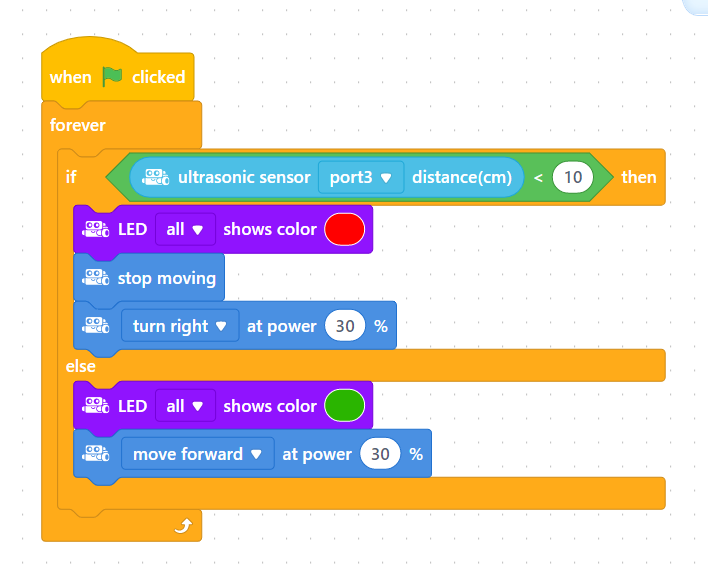 when clicked
forever
if ultrasonic sensor port3 distance(cm) < 10 then
LED all shows color
stop moving
turn right at power 30 %
else
LED all shows color
move forward at power 30 %